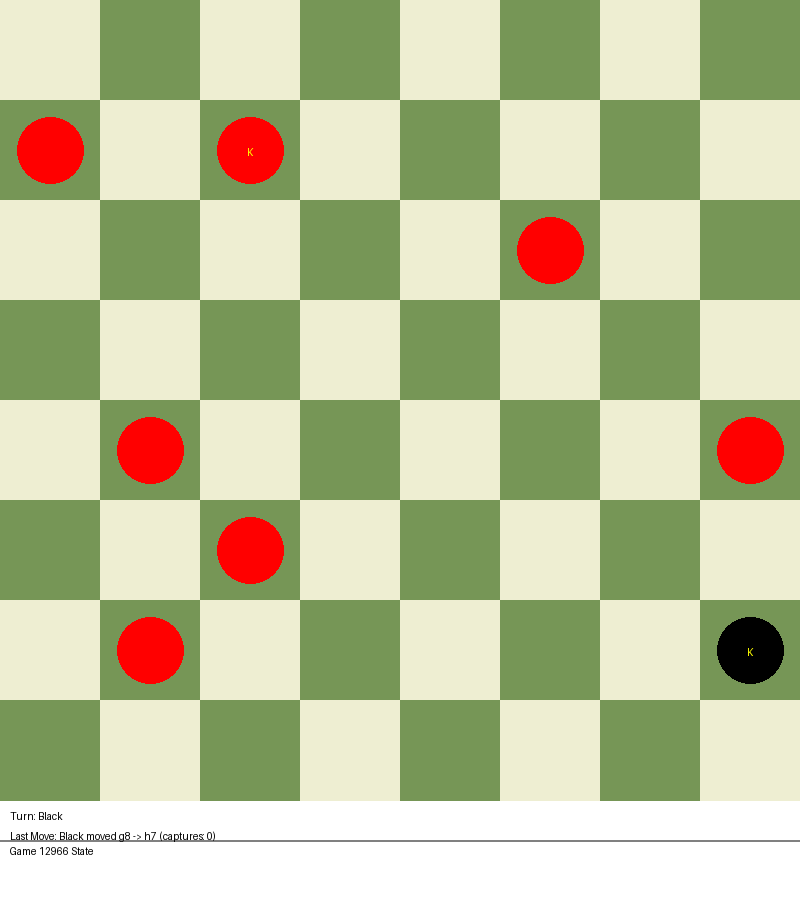 K
K
Turn: Black
Last Move: Black moved g8 -> h7 (captures: 0)
Game 12966 State